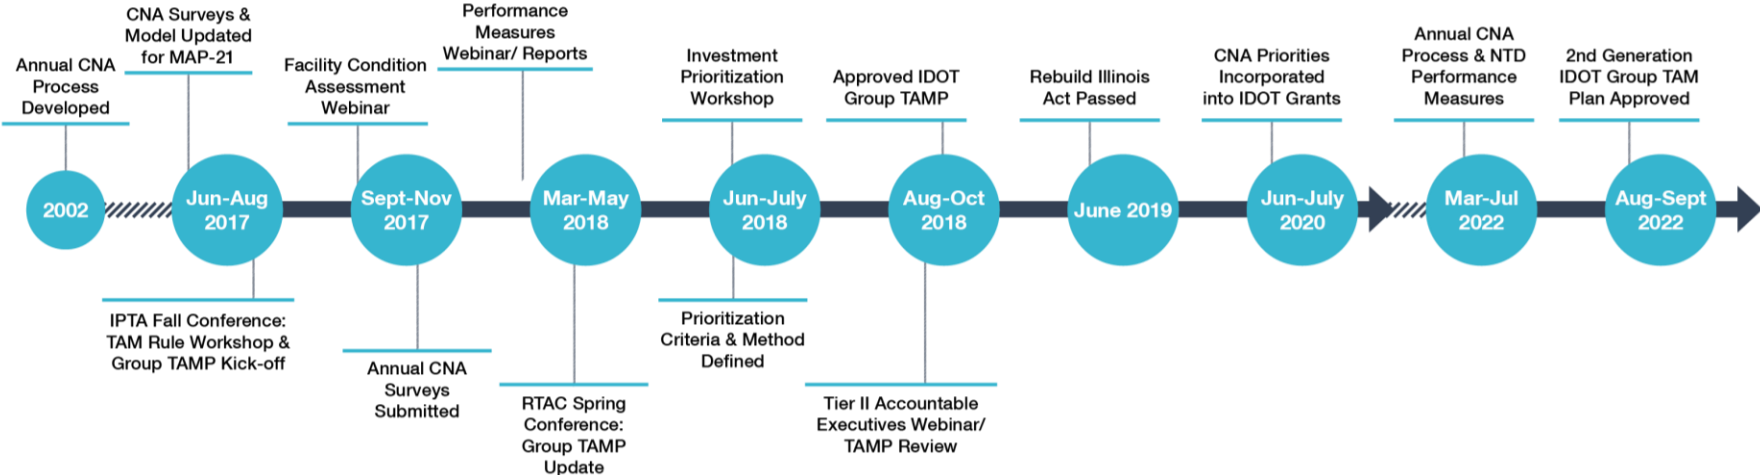 Annual CNA
Process
Developed
CNA Surveys &
Model Updated
for MAP-21
Facility Condition
Assessment
Webinar
Performance
Measures
Webinar/ Reports
Investment
Prioritization
Workshop
Approved IDOT
Group TAMP
Rebuild Illinois
Act Passed
CNA Priorities
Incorporated
into IDOT Grants
Annual CNA
Process & NTD
Performance
Measures
2nd Generation
IDOT Group TAM
Plan Approved
2002
Jun-Aug
2017
Sept-Nov
2017
Mar-May
2018
Jun-July
2018
Aug-Oct
2018
June 2019
Jun-July
2020
Mar-Jul
2022
Aug-Sept
2022
IPTA Fall Conference:
TAM Rule Workshop &
Group TAMP Kick-off
Annual CNA
Surveys
Submitted
RTAC Spring
Conference:
Group TAMP
Update
Prioritization
Criteria & Method
Defined
Tier II Accountable
Executives Webinar/
TAMP Review